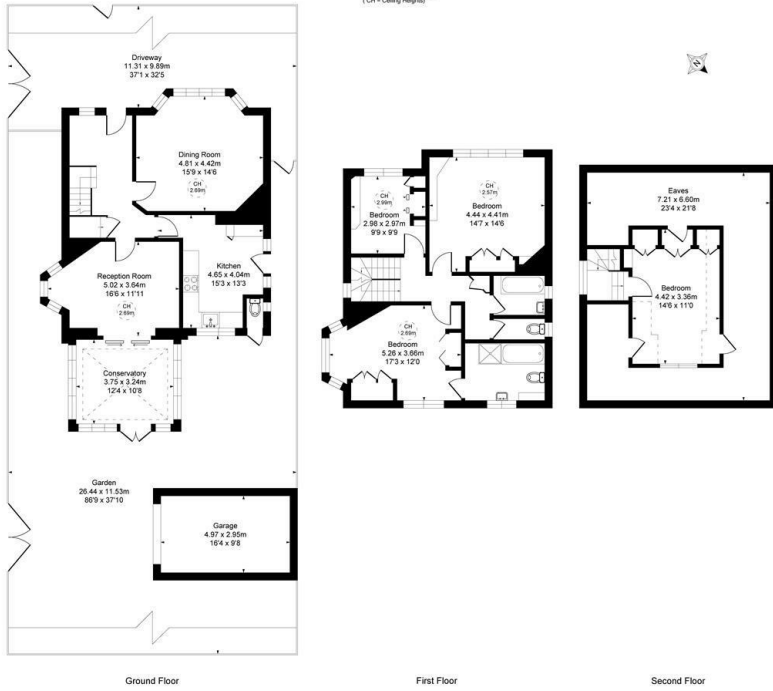 ( CH = Ceiling Heights)
N
Driveway
11.31 x 9.89m
37'1 x 32'5
Dining Room
4.81 x 4.42m
15'9 x 14'6
CH
2.69m
Kitchen
4.65 x 4.04m
15'3 x 13'3
Reception Room
5.02 x 3.64m
16'6 x 11'11
CH
2.69m
Conservatory
3.75 x 3.24m
12'4 x 10'8
Garden
26.44 x 11.53m
86'9 x 37'10
Garage
4.97 x 2.95m
16'4 x 9'8
Ground Floor
CH
2.99m
Bedroom
2.98 x 2.97m
9'9 x 9'9
CH
2.57m
Bedroom
4.44 x 4.41m
14'7 x 14'6
CH
2.69m
Bedroom
5.26 x 3.66m
17'3 x 12'0
First Floor
Eaves
7.21 x 6.60m
23'4 x 21'8
Bedroom
4.42 x 3.36m
14'6 x 11'0
Second Floor